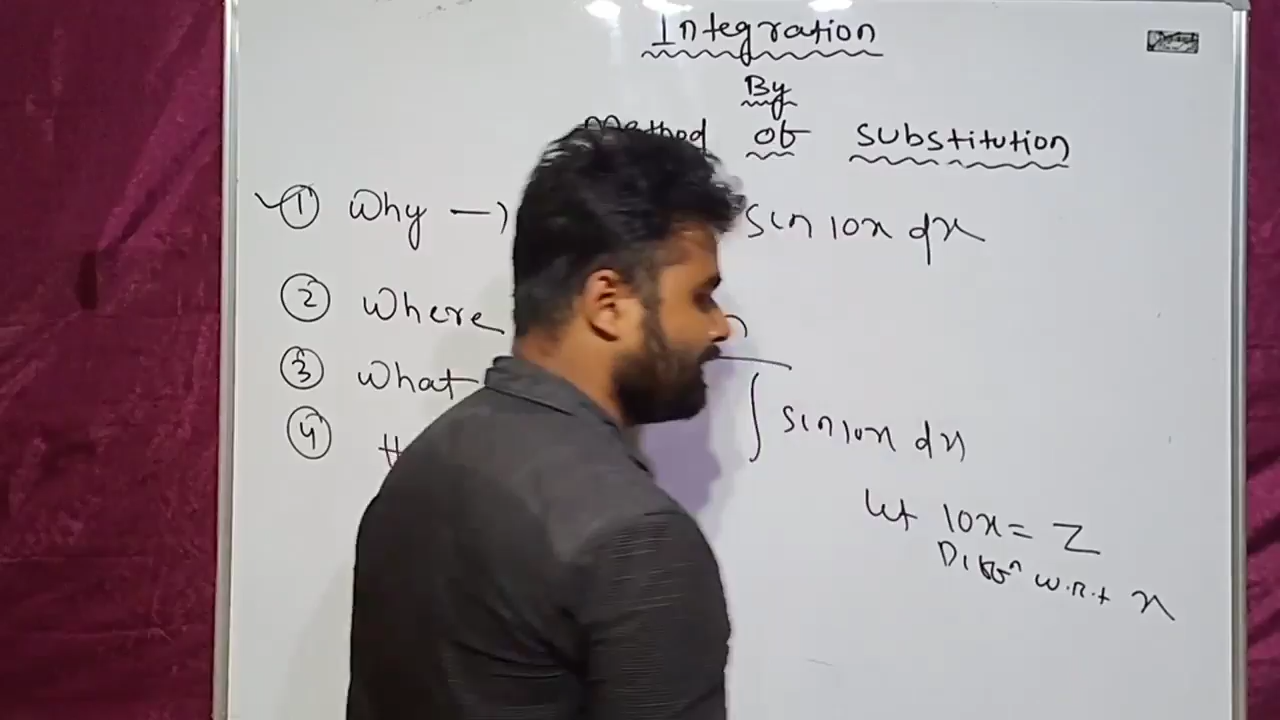 Integration
By
Method of substitution
① Why → sin 10x dx
② Where
③ What
④
∫ sin 10x dx
let 10x = Z
Diffⁿ w.r.t x